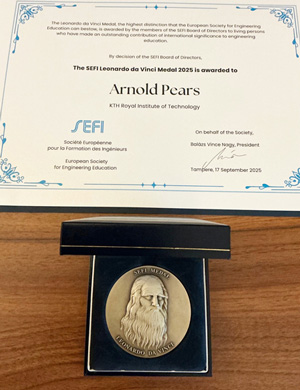 The Leonardo da Vinci Medal, the highest distinction that the European Society for Engineering
Education can bestow, is awarded by the members of the SEFI Board of Directors to living persons
who have made an outstanding contribution of international significance to engineering
education.
By decision of the SEFI Board of Directors,
The SEFI Leonardo da Vinci Medal 2025 is awarded to
Arnold Pears
KTH Royal Institute of Technology
SEFI
Société Européenne
pour la Formation des Ingénieurs
European Society
for Engineering Education
On behalf of the Society,
Balázs Vince Nagy, President
Tampere, 17 September 2025
SEFI MEDAL
LEONARDO DA VINCI